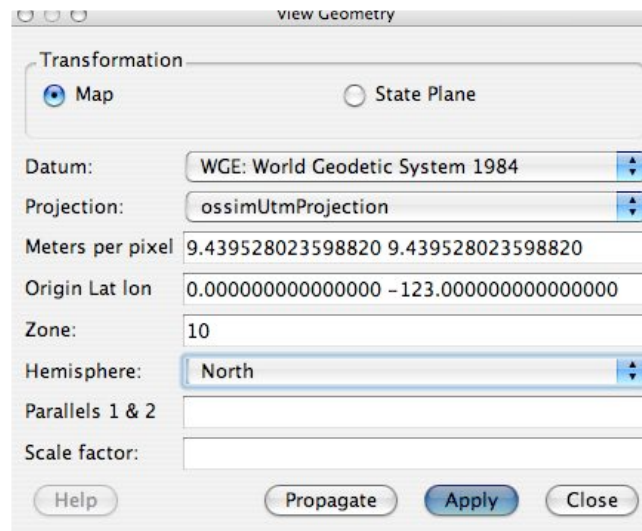 View Geometry
Transformation
Map State Plane
Datum: WGE: World Geodetic System 1984
Projection: ossimUtmProjection
Meters per pixel 9.439528023598820 9.439528023598820
Origin Lat lon 0.000000000000000 -123.000000000000000
Zone: 10
Hemisphere: North
Parallels 1 & 2
Scale factor:
Help Propagate Apply Close